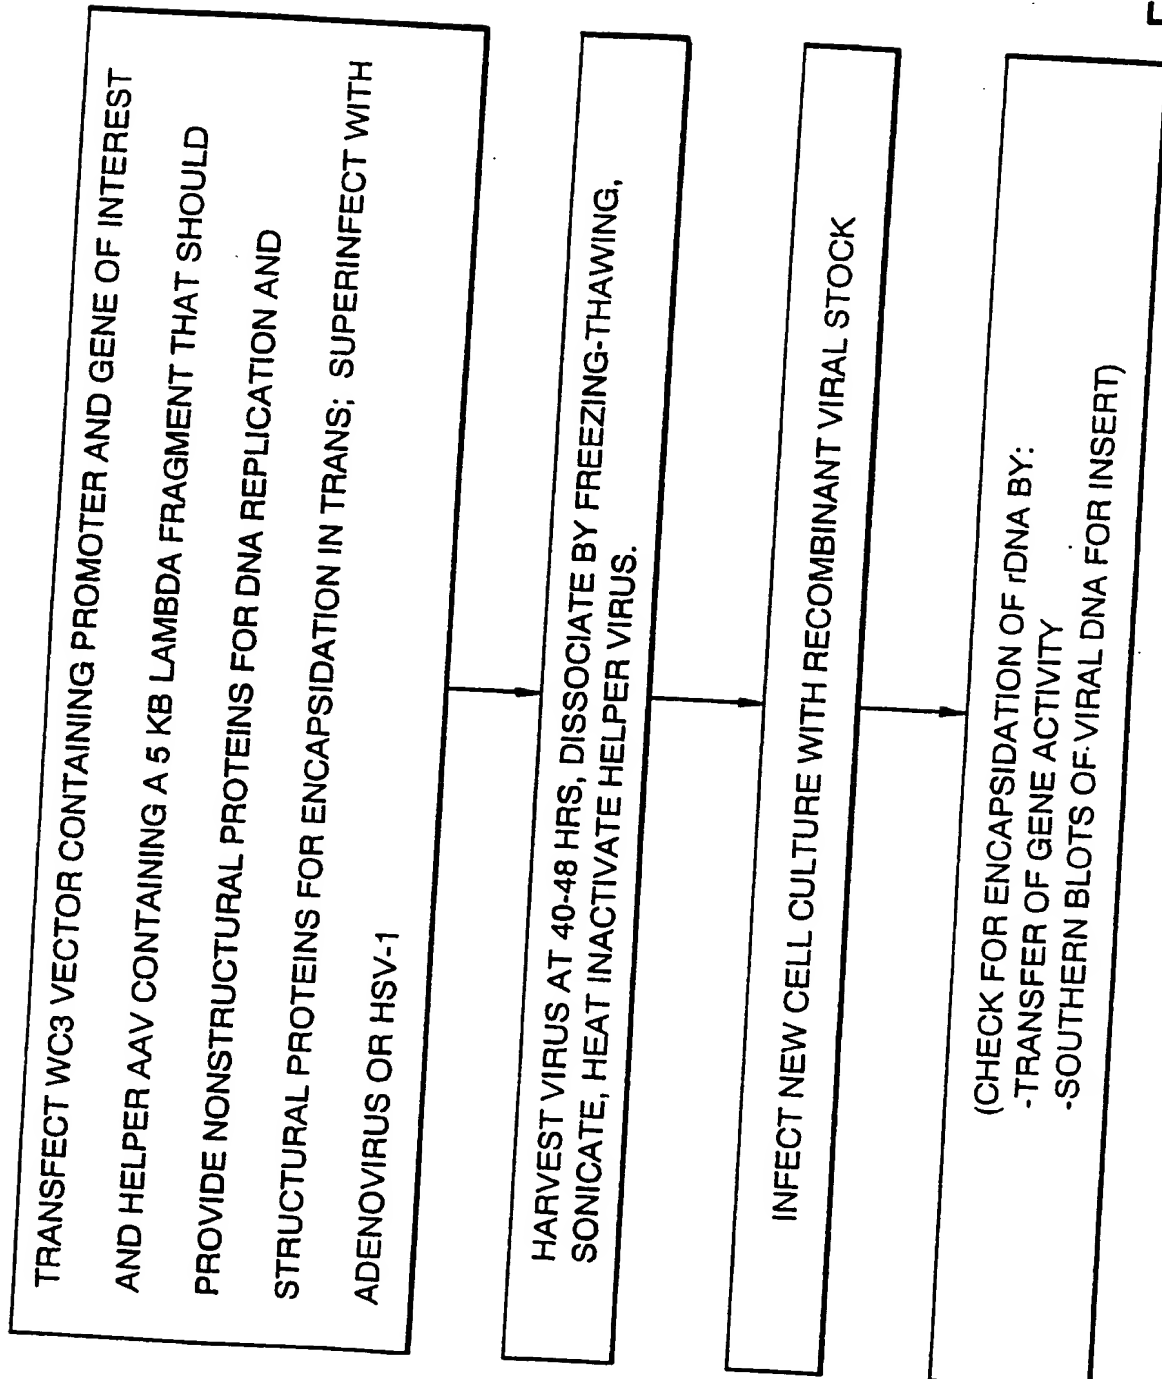 TRANSFECT WC3 VECTOR CONTAINING PROMOTER AND GENE OF INTEREST
AND HELPER AAV CONTAINING A 5 KB LAMBDA FRAGMENT THAT SHOULD
PROVIDE NONSTRUCTURAL PROTEINS FOR DNA REPLICATION AND
STRUCTURAL PROTEINS FOR ENCAPSIDATION IN TRANS; SUPERINFECT WITH
ADENOVIRUS OR HSV-1
HARVEST VIRUS AT 40-48 HRS, DISSOCIATE BY FREEZING-THAWING,
SONICATE, HEAT INACTIVATE HELPER VIRUS.
INFECT NEW CELL CULTURE WITH RECOMBINANT VIRAL STOCK
(CHECK FOR ENCAPSIDATION OF rDNA BY:
-TRANSFER OF GENE ACTIVITY
-SOUTHERN BLOTS OF VIRAL DNA FOR INSERT)